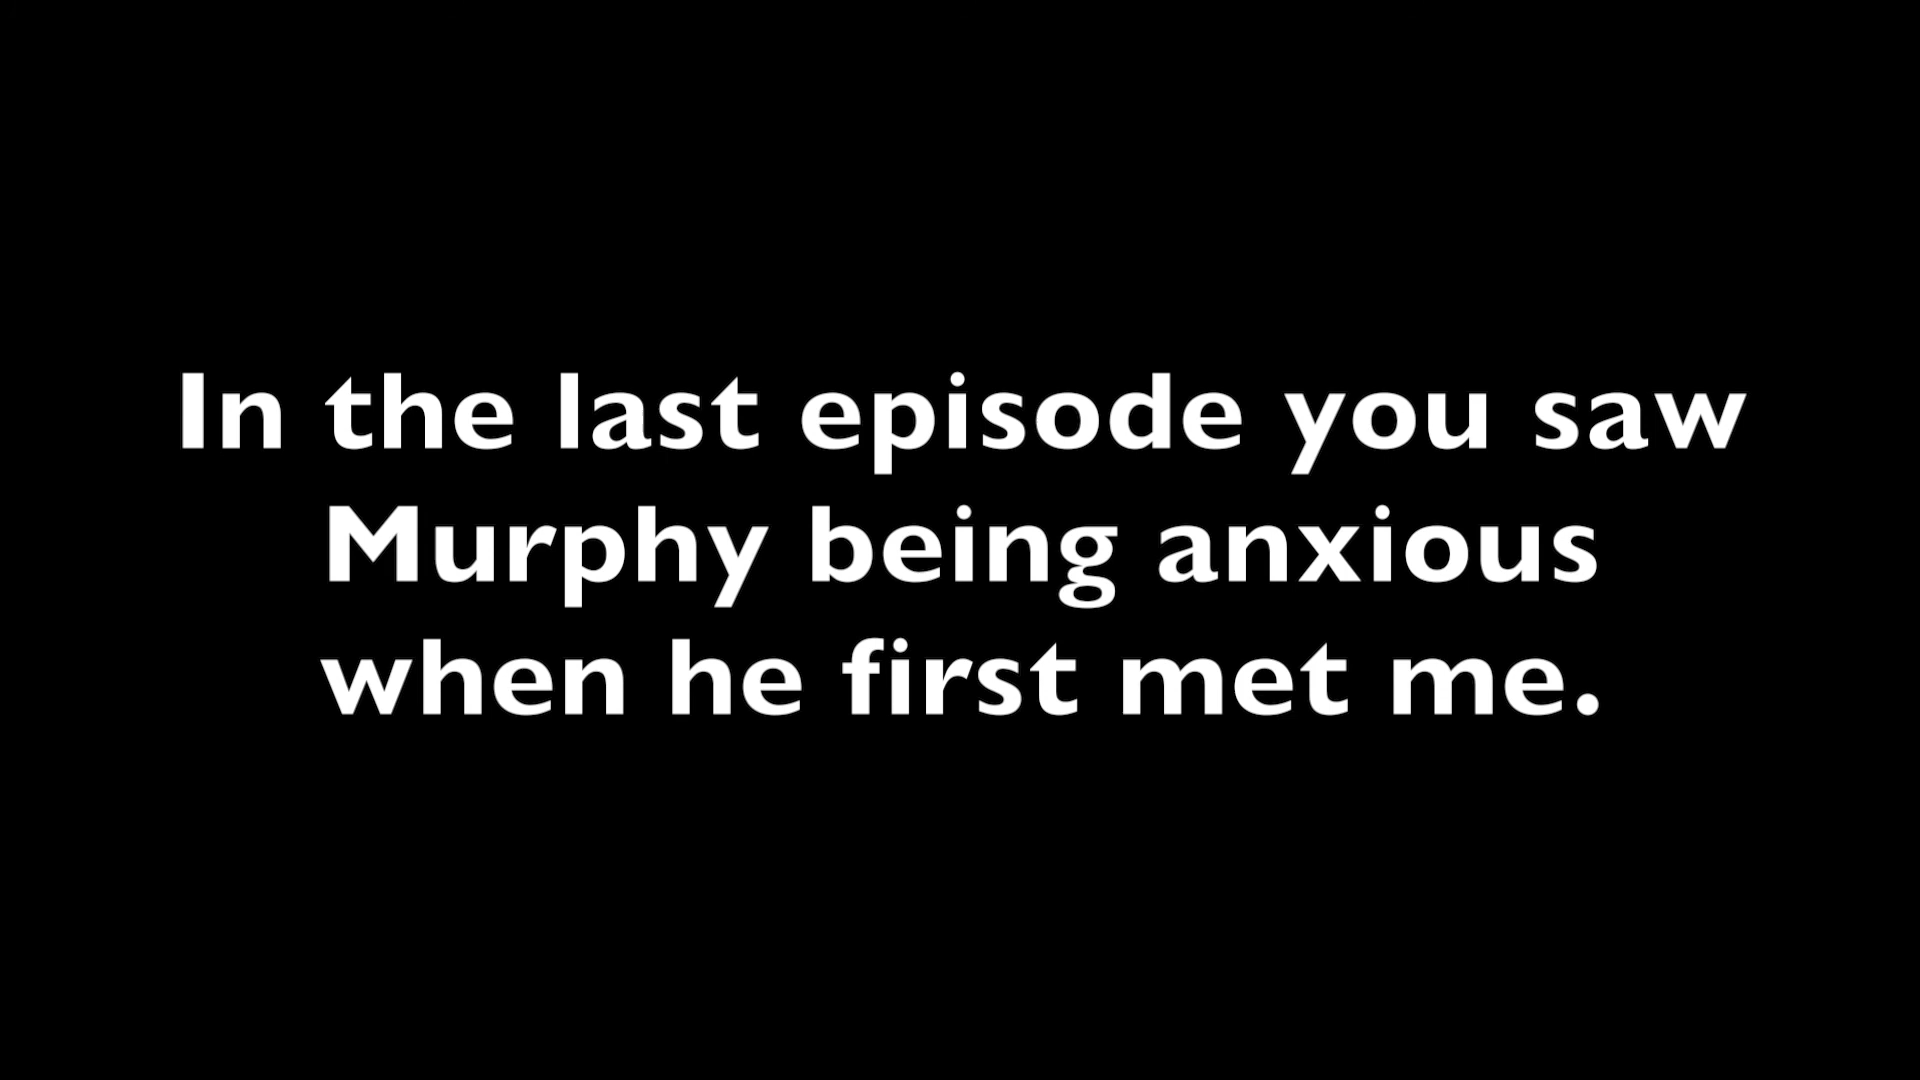 In the last episode you saw
Murphy being anxious
when he first met me.